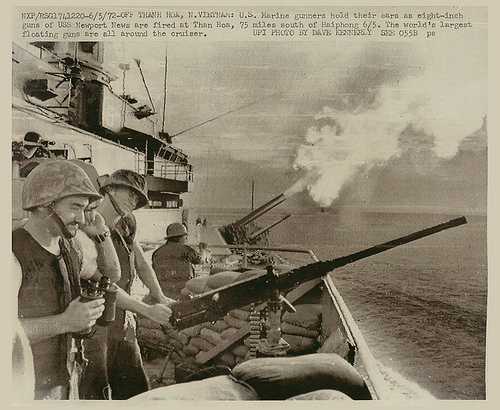 NXP/RSO1741220-6/5/72-OFF THANH HOA, N.VIETNAM: U.S. Marine gunners hold their ears as eight-inch
guns of USS Newport News are fired at Than Hoa, 75 miles south of Haiphong 6/5. The world's largest
floating guns are all around the cruiser. UPI PHOTO BY DAVE KENNERLY SEE 055B ps